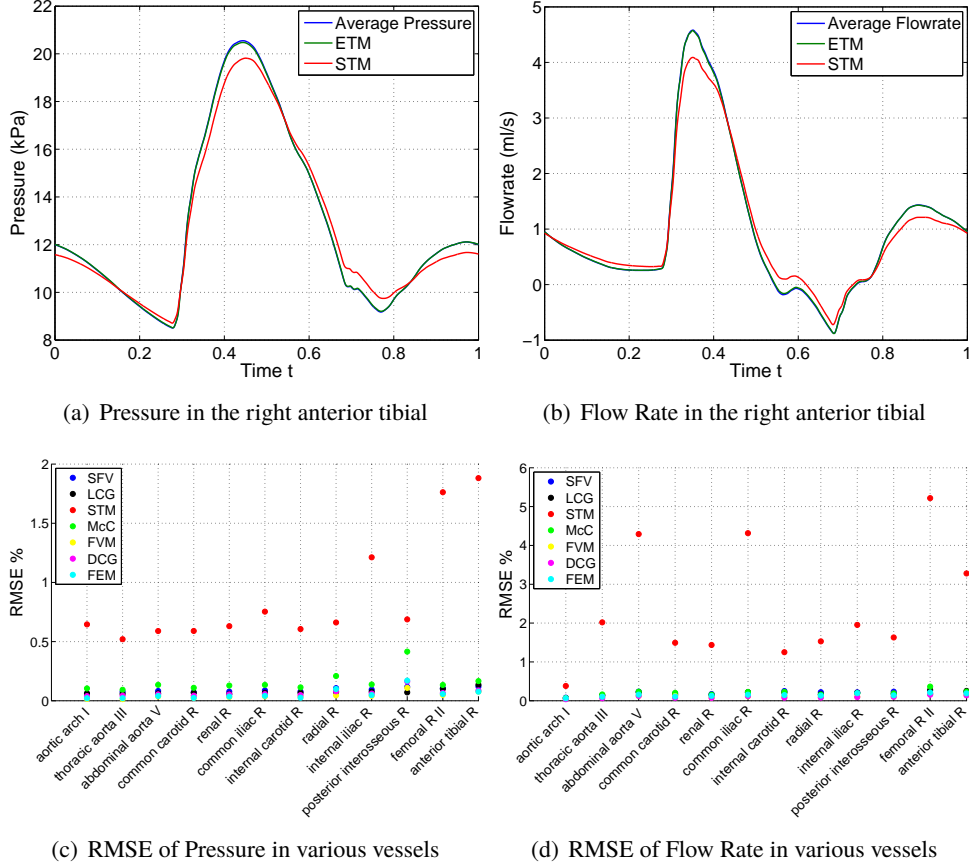 22
20
18
16
14
12
10
8
Pressure (kPa)
0
0.2
0.4
0.6
0.8
1
Time t
Average Pressure
ETM
STM
(a) Pressure in the right anterior tibial
5
4
3
2
1
0
−1
Flowrate (ml/s)
0
0.2
0.4
0.6
0.8
1
Time t
Average Flowrate
ETM
STM
(b) Flow Rate in the right anterior tibial
2
1.5
1
0.5
0
RMSE %
SFV
LCG
STM
McC
FVM
DCG
FEM
aortic arch I
thoracic aorta III
abdominal aorta V
common carotid R
renal R
common iliac R
internal carotid R
radial R
internal iliac R
posterior interosseous R
femoral R II
anterior tibial R
(c) RMSE of Pressure in various vessels
6
5
4
3
2
1
0
RMSE %
SFV
LCG
STM
McC
FVM
DCG
FEM
aortic arch I
thoracic aorta III
abdominal aorta V
common carotid R
renal R
common iliac R
internal carotid R
radial R
internal iliac R
posterior interosseous R
femoral R II
anterior tibial R
(d) RMSE of Flow Rate in various vessels